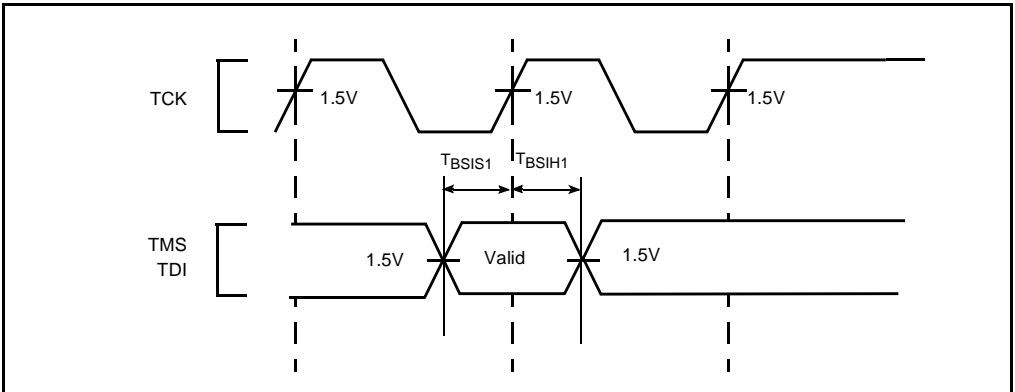 TCK
1.5V
1.5V
1.5V
TBSIS1
TBSIH1
TMS
TDI
1.5V
Valid
1.5V